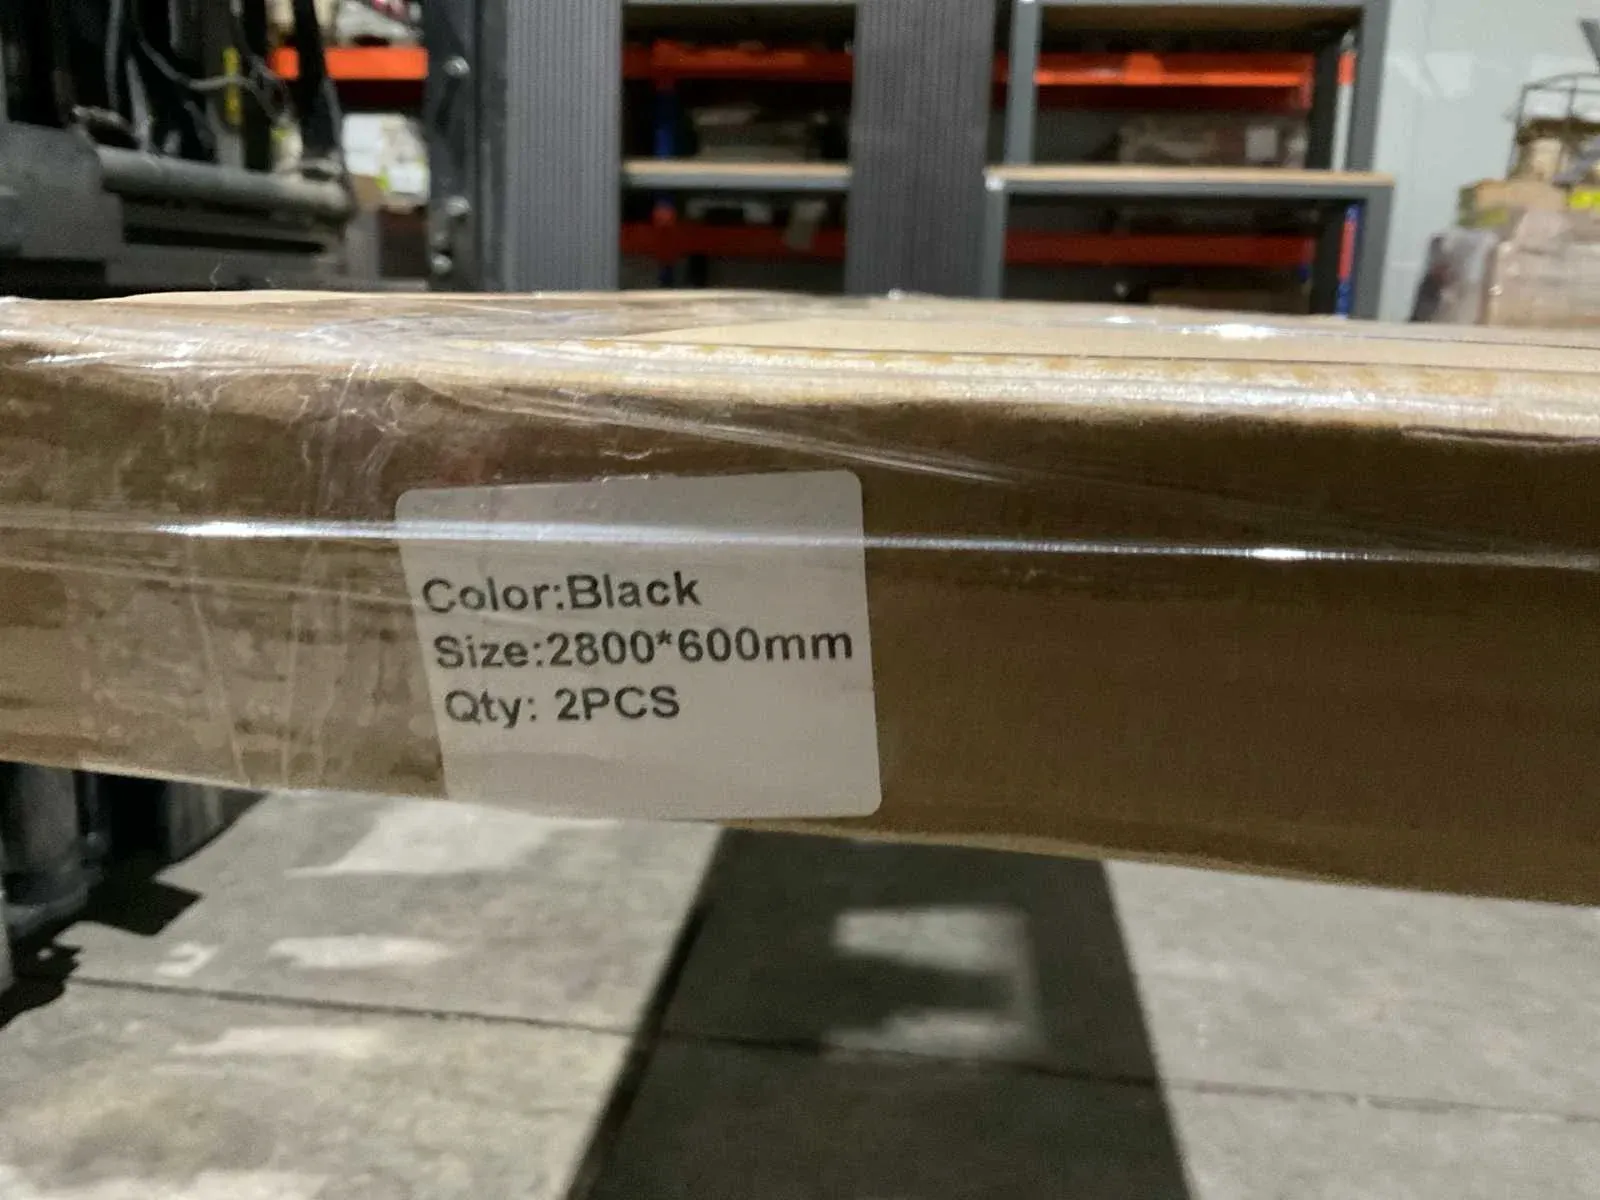 Color:Black
Size:2800*600mm
Qty: 2PCS